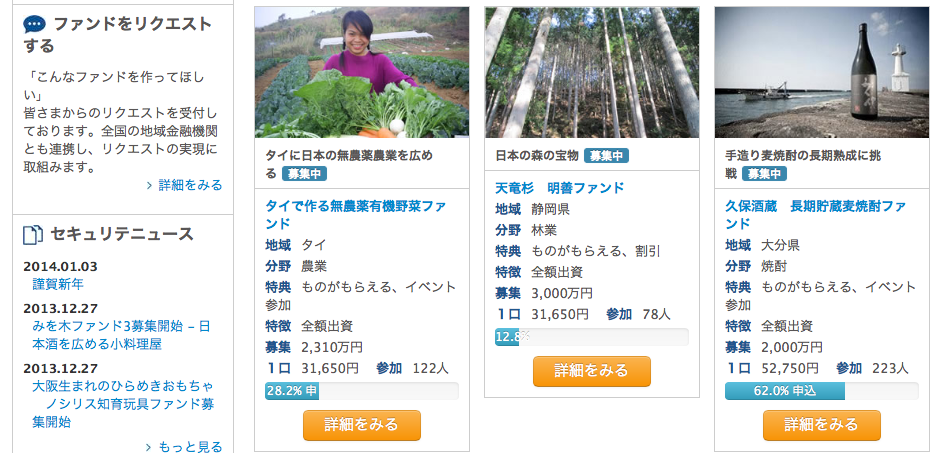 ファンドをリクエスト
する
「こんなファンドを作ってほし
い」
皆さまからのリクエストを受付し
ております。全国の地域金融機関
とも連携し、リクエストの実現に
取組みます。
> 詳細をみる
セキュリテニュース
2014.01.03
謹賀新年
2013.12.27
みを木ファンド3募集開始 – 日
本酒を広める小料理屋
2013.12.27
大阪生まれのひらめきおもちゃ
ノシリス知育玩具ファンド募
集開始
> もっと見る
タイに日本の無農薬農業を広め
る 募集中
タイで作る無農薬有機野菜ファ
ンド
地域 タイ
分野 農業
特典 ものがもらえる、イベント
参加
特徴 全額出資
募集 2,310万円
1口 31,650円 参加 122人
28.2% 申
詳細をみる
日本の森の宝物 募集中
天竜杉 明善ファンド
地域 静岡県
分野 林業
特典 ものがもらえる、割引
特徴 全額出資
募集 3,000万円
1口 31,650円 参加 78人
12.8%
詳細をみる
手造り麦焼酎の長期熟成に挑
戦 募集中
久保酒蔵 長期貯蔵麦焼酎ファ
ンド
地域 大分県
分野 焼酎
特典 ものがもらえる、イベント
参加
特徴 全額出資
募集 2,000万円
1口 52,750円 参加 223人
62.0% 申込
詳細をみる